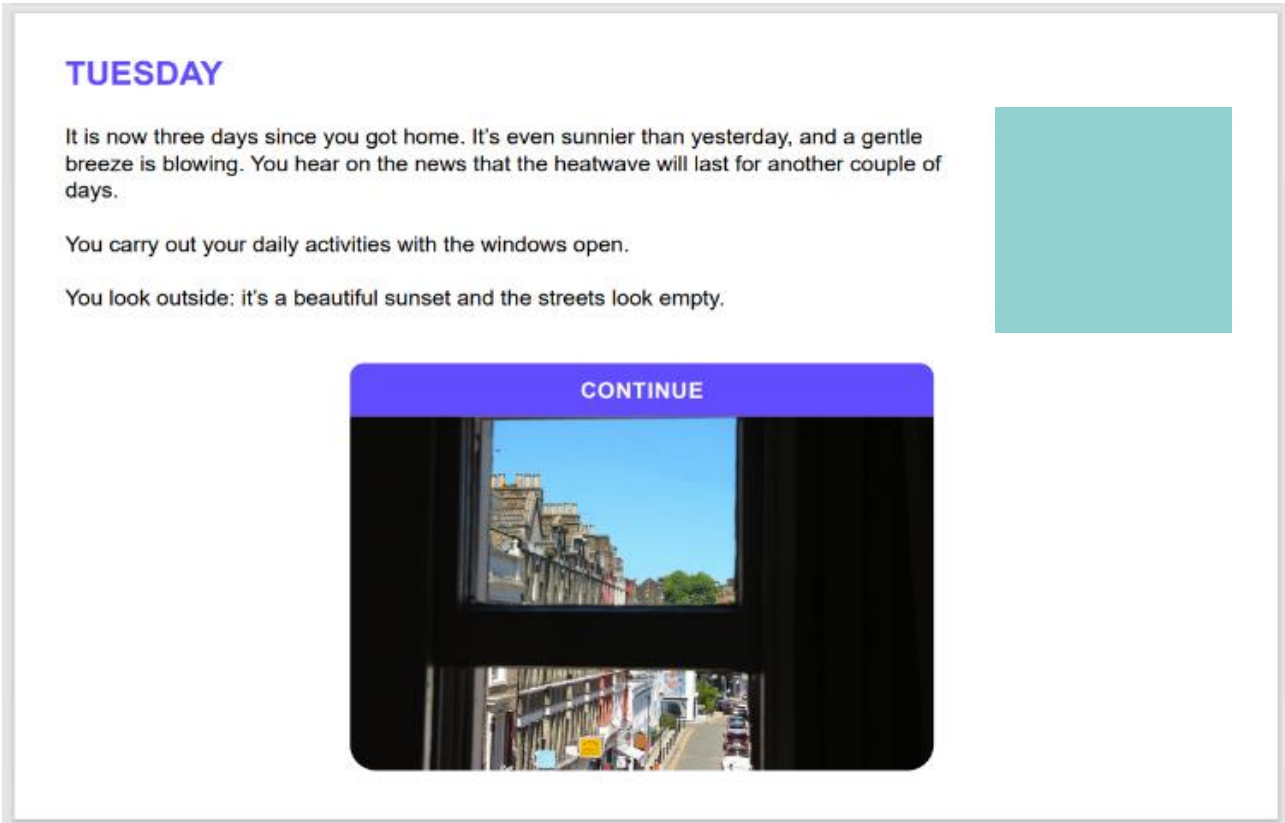 TUESDAY
It is now three days since you got home. It's even sunnier than yesterday, and a gentle
breeze is blowing. You hear on the news that the heatwave will last for another couple of
days.
You carry out your daily activities with the windows open.
You look outside: it's a beautiful sunset and the streets look empty.
CONTINUE